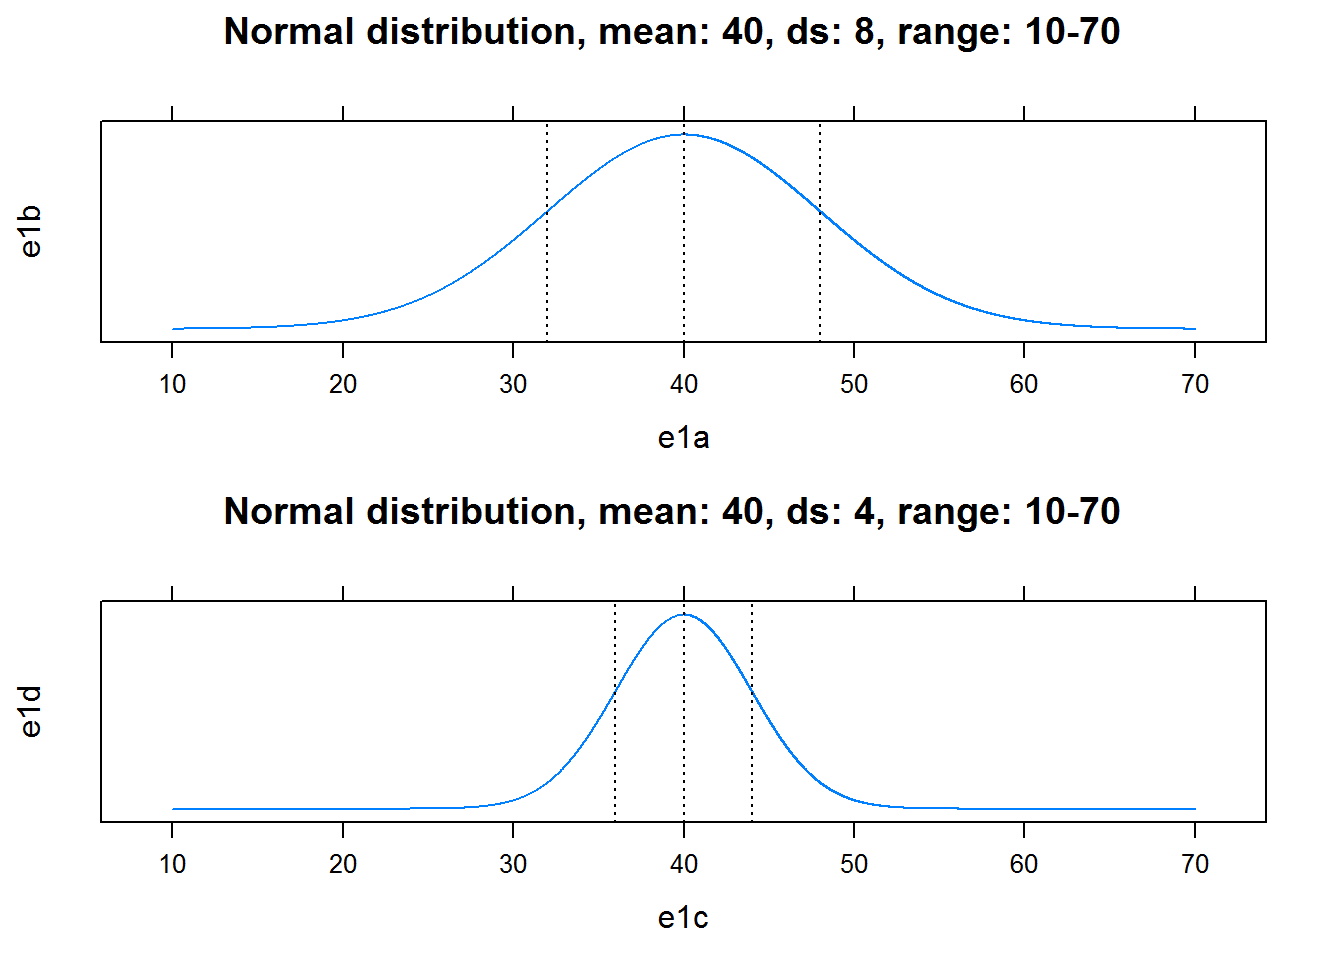 Normal distribution, mean: 40, ds: 8, range: 10-70
e1b
10 20 30 40 50 60 70
e1a
Normal distribution, mean: 40, ds: 4, range: 10-70
e1d
10 20 30 40 50 60 70
e1c